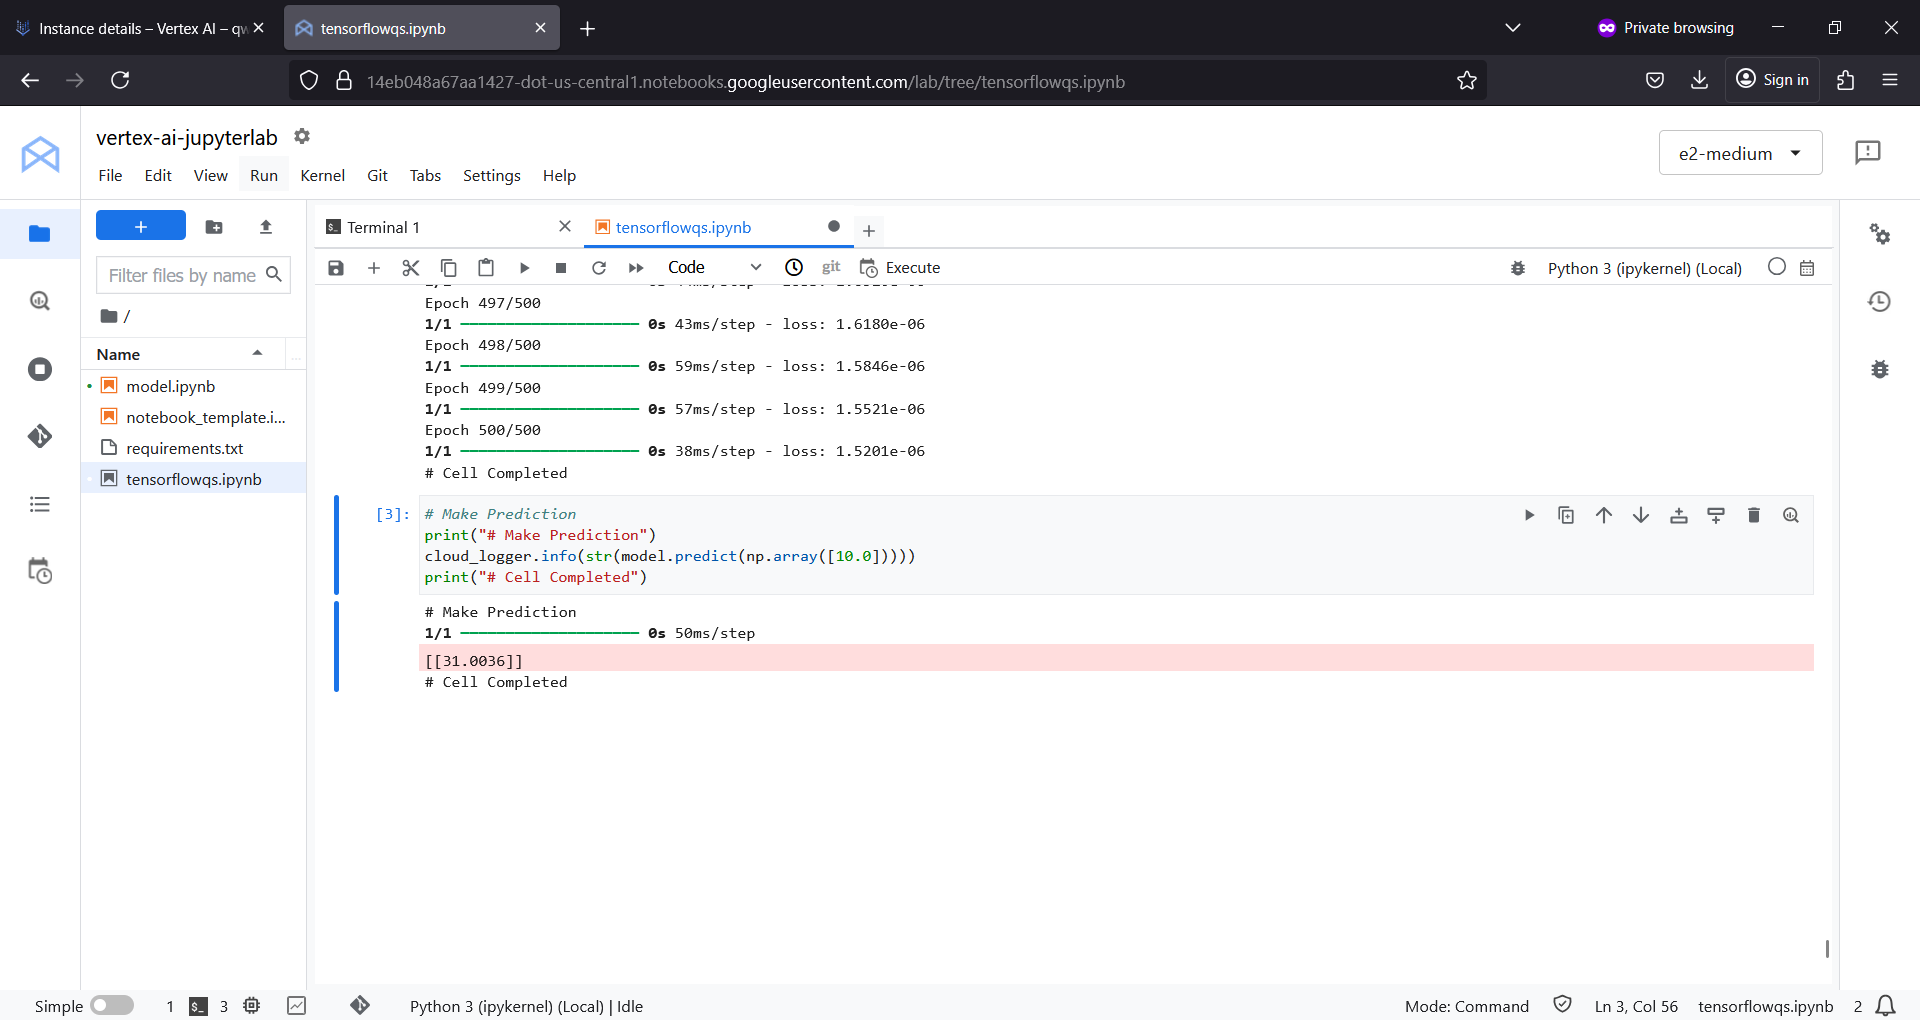 Instance details – Vertex AI – qw
tensorflowqs.ipynb
Private browsing
14eb048a67aa1427-dot-us-central1.notebooks.googleusercontent.com/lab/tree/tensorflowqs.ipynb
Sign in
vertex-ai-jupyterlab
e2-medium
File Edit View Run Kernel Git Tabs Settings Help
Filter files by name
/
Name
model.ipynb
notebook_template.i...
requirements.txt
tensorflowqs.ipynb
Terminal 1
tensorflowqs.ipynb
Code
git
Execute
Python 3 (ipykernel) (Local)
Epoch 497/500
1/1 ━━━━━━━━━━━━━━━━━━━━ 0s 43ms/step - loss: 1.6180e-06
Epoch 498/500
1/1 ━━━━━━━━━━━━━━━━━━━━ 0s 59ms/step - loss: 1.5846e-06
Epoch 499/500
1/1 ━━━━━━━━━━━━━━━━━━━━ 0s 57ms/step - loss: 1.5521e-06
Epoch 500/500
1/1 ━━━━━━━━━━━━━━━━━━━━ 0s 38ms/step - loss: 1.5201e-06
# Cell Completed
[3]: # Make Prediction
print("# Make Prediction")
cloud_logger.info(str(model.predict(np.array([10.0]))))
print("# Cell Completed")
# Make Prediction
1/1 ━━━━━━━━━━━━━━━━━━━━ 0s 50ms/step
[[31.0036]]
# Cell Completed
Simple 1 3 Python 3 (ipykernel) (Local) | Idle Mode: Command Ln 3, Col 56 tensorflowqs.ipynb 2